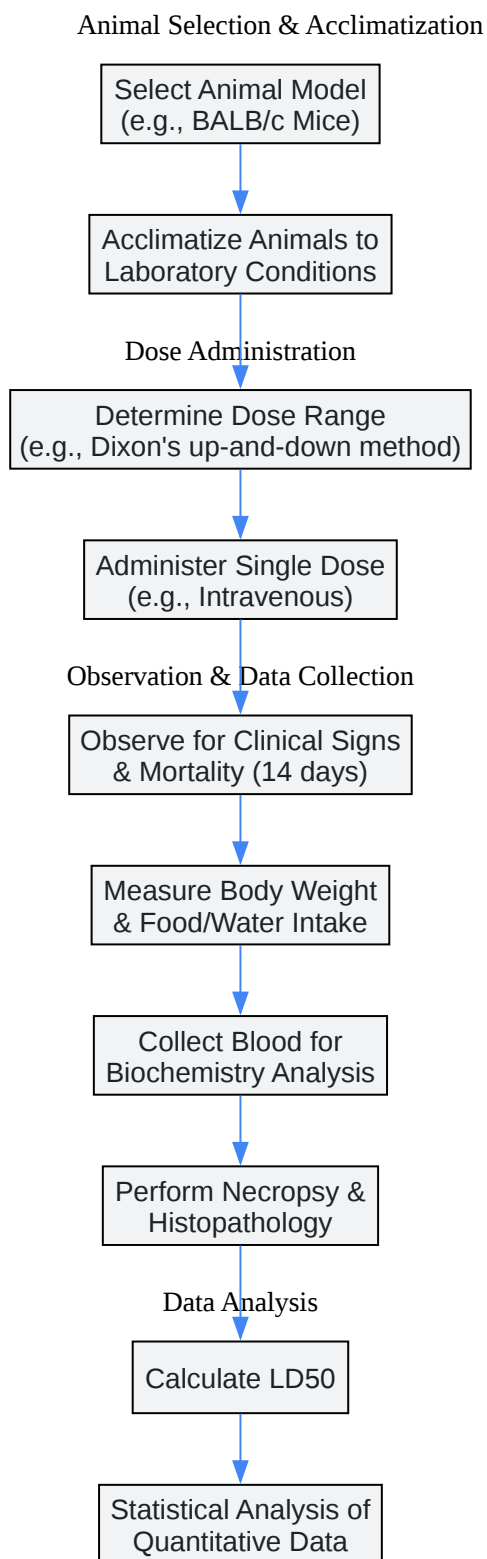 Animal Selection & Acclimatization
Select Animal Model
(e.g., BALB/c Mice)
Acclimatize Animals to
Laboratory Conditions
Dose Administration
Determine Dose Range
(e.g., Dixon's up-and-down method)
Administer Single Dose
(e.g., Intravenous)
Observation & Data Collection
Observe for Clinical Signs
& Mortality (14 days)
Measure Body Weight
& Food/Water Intake
Collect Blood for
Biochemistry Analysis
Perform Necropsy &
Histopathology
Data Analysis
Calculate LD50
Statistical Analysis of
Quantitative Data